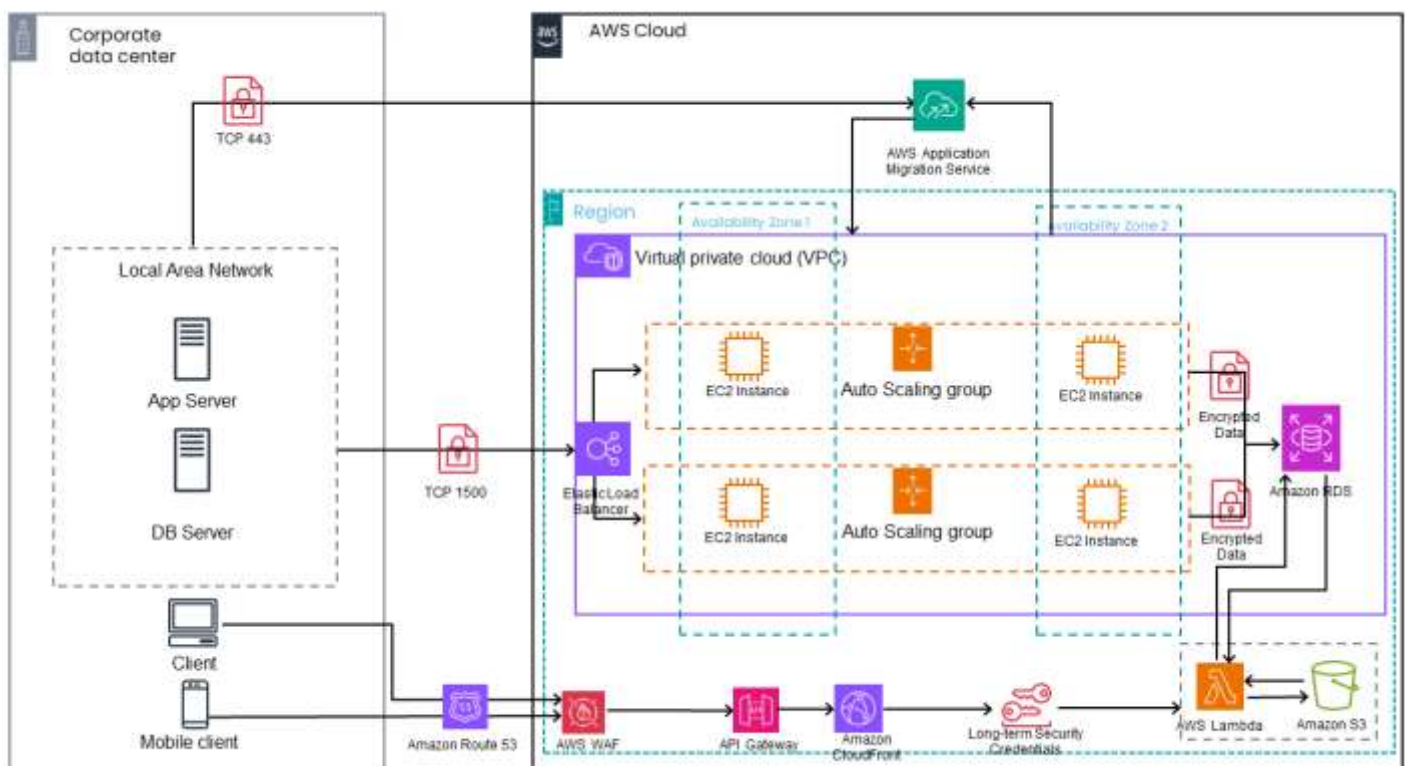 Corporate
data center
aws
AWS Cloud
TCP 443
AWS Application
Migration Service
Region
Availability Zone 1
Availability Zone 2
Virtual private cloud (VPC)
Local Area Network
App Server
DB Server
EC2 Instance
Auto Scaling group
EC2 Instance
Encrypted
Data
TCP 1500
Elastic Load
Balancer
EC2 Instance
Auto Scaling group
EC2 Instance
Encrypted
Data
Amazon RDS
Client
Mobile client
53
Amazon Route 53
AWS WAF
API
API Gateway
Amazon
CloudFront
Long-term Security
Credentials
AWS Lambda
Amazon S3